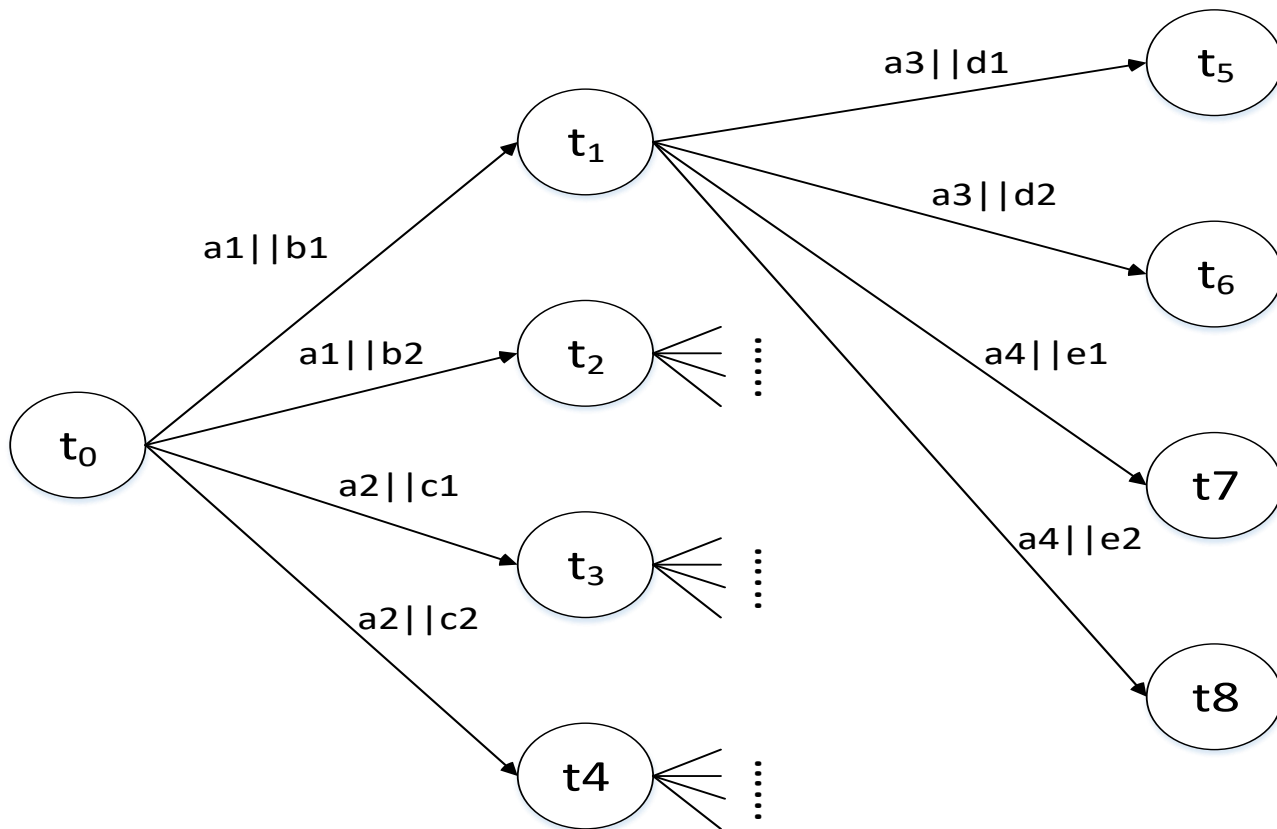 t₀
a1||b1
a1||b2
a2||c1
a2||c2
t₁
t₂
t₃
t4
a3||d1
a3||d2
a4||e1
a4||e2
t₅
t₆
t7
t8